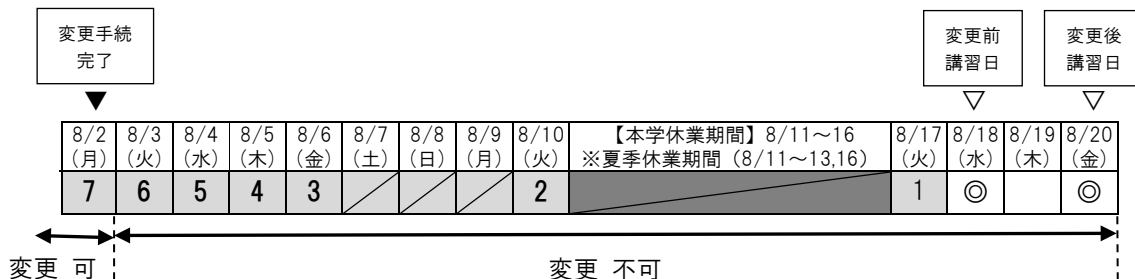 変更手続
完了
変更前
講習日
変更後
講習日
▼
▽
▽
8/2 8/3 8/4 8/5 8/6 8/7 8/8 8/9 8/10 【本学休業期間】8/11～16 8/17 8/18 8/19 8/20
（月） （火） （水） （木） （金） （土） （日） （月） （火） ※夏季休業期間（8/11～13,16） （火） （水） （木） （金）
7 6 5 4 3 2 1 ◎ ◎
変更 可 変更 不可